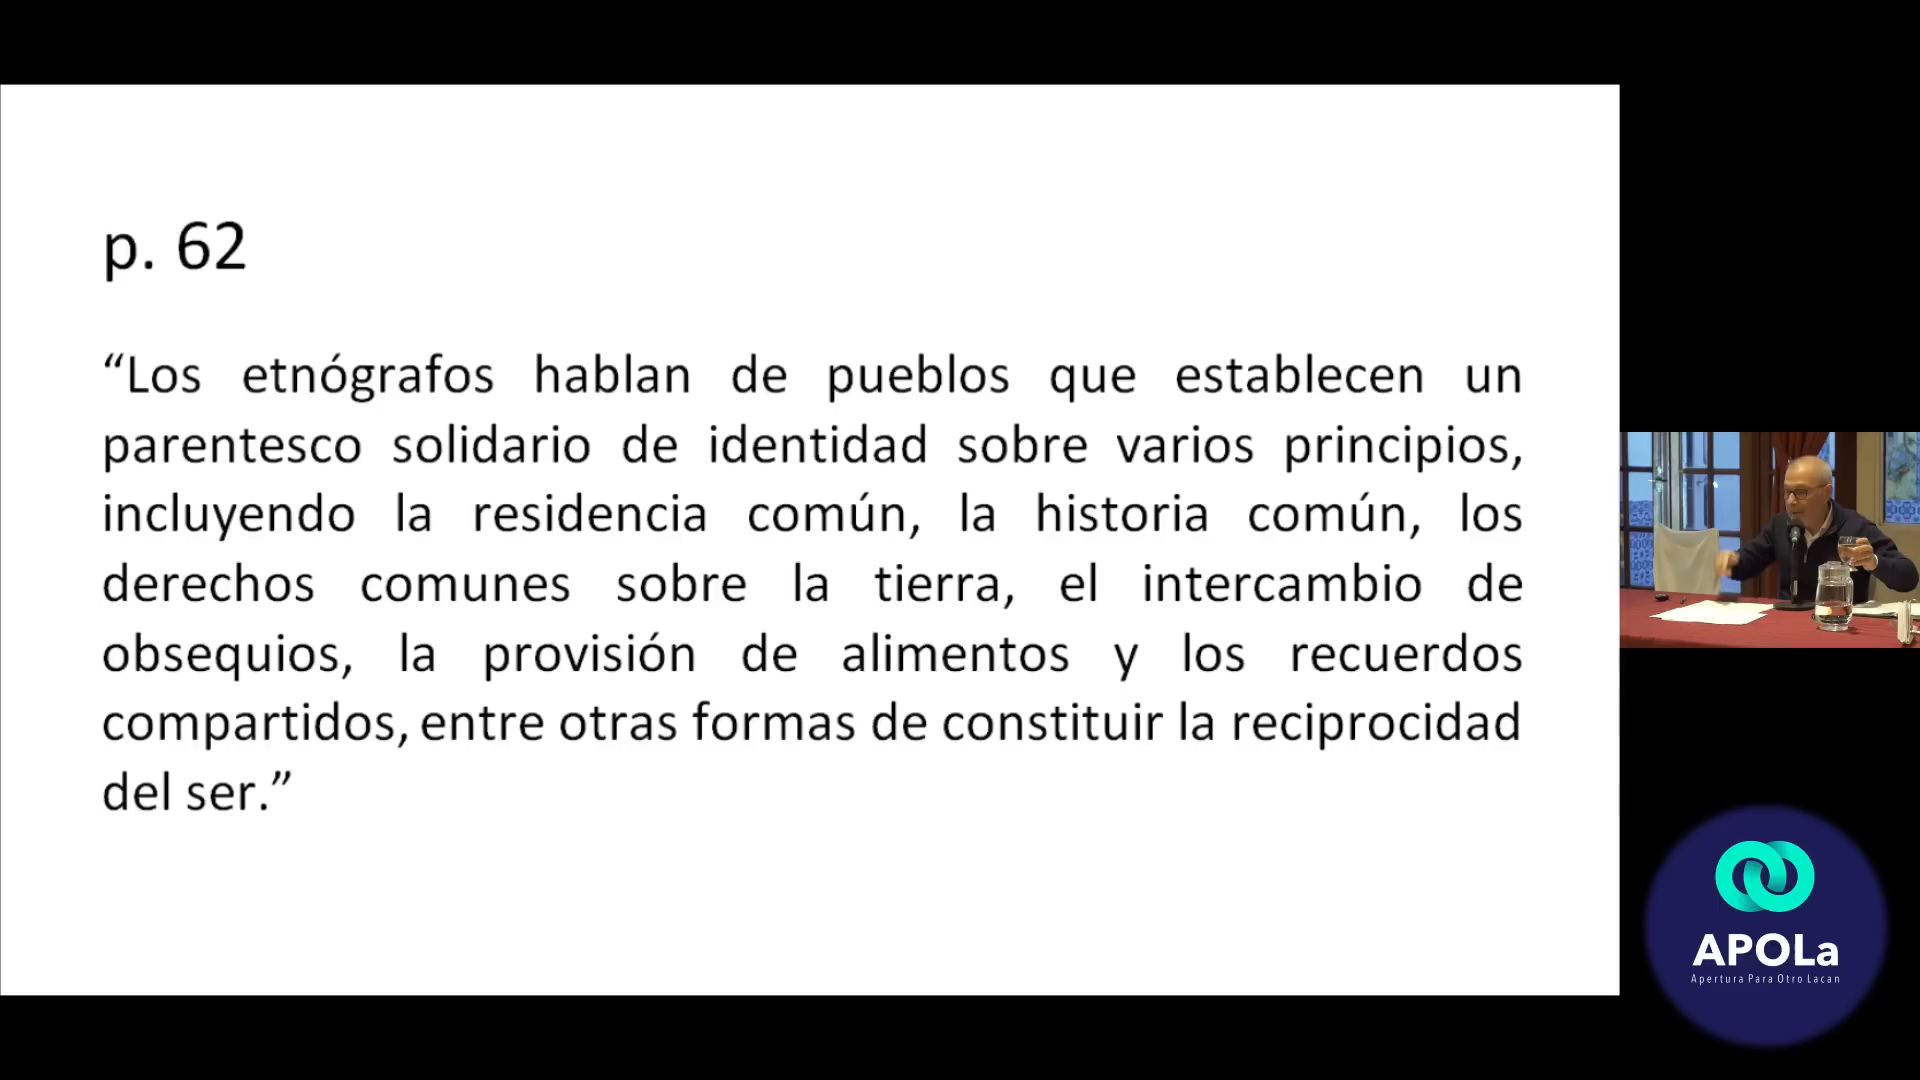 p. 62
“Los etnógrafos hablan de pueblos que establecen un
parentesco solidario de identidad sobre varios principios,
incluyendo la residencia común, la historia común, los
derechos comunes sobre la tierra, el intercambio de
obsequios, la provisión de alimentos y los recuerdos
compartidos, entre otras formas de constituir la reciprocidad
del ser.”
APOLa
Apertura Para Otro Lacan